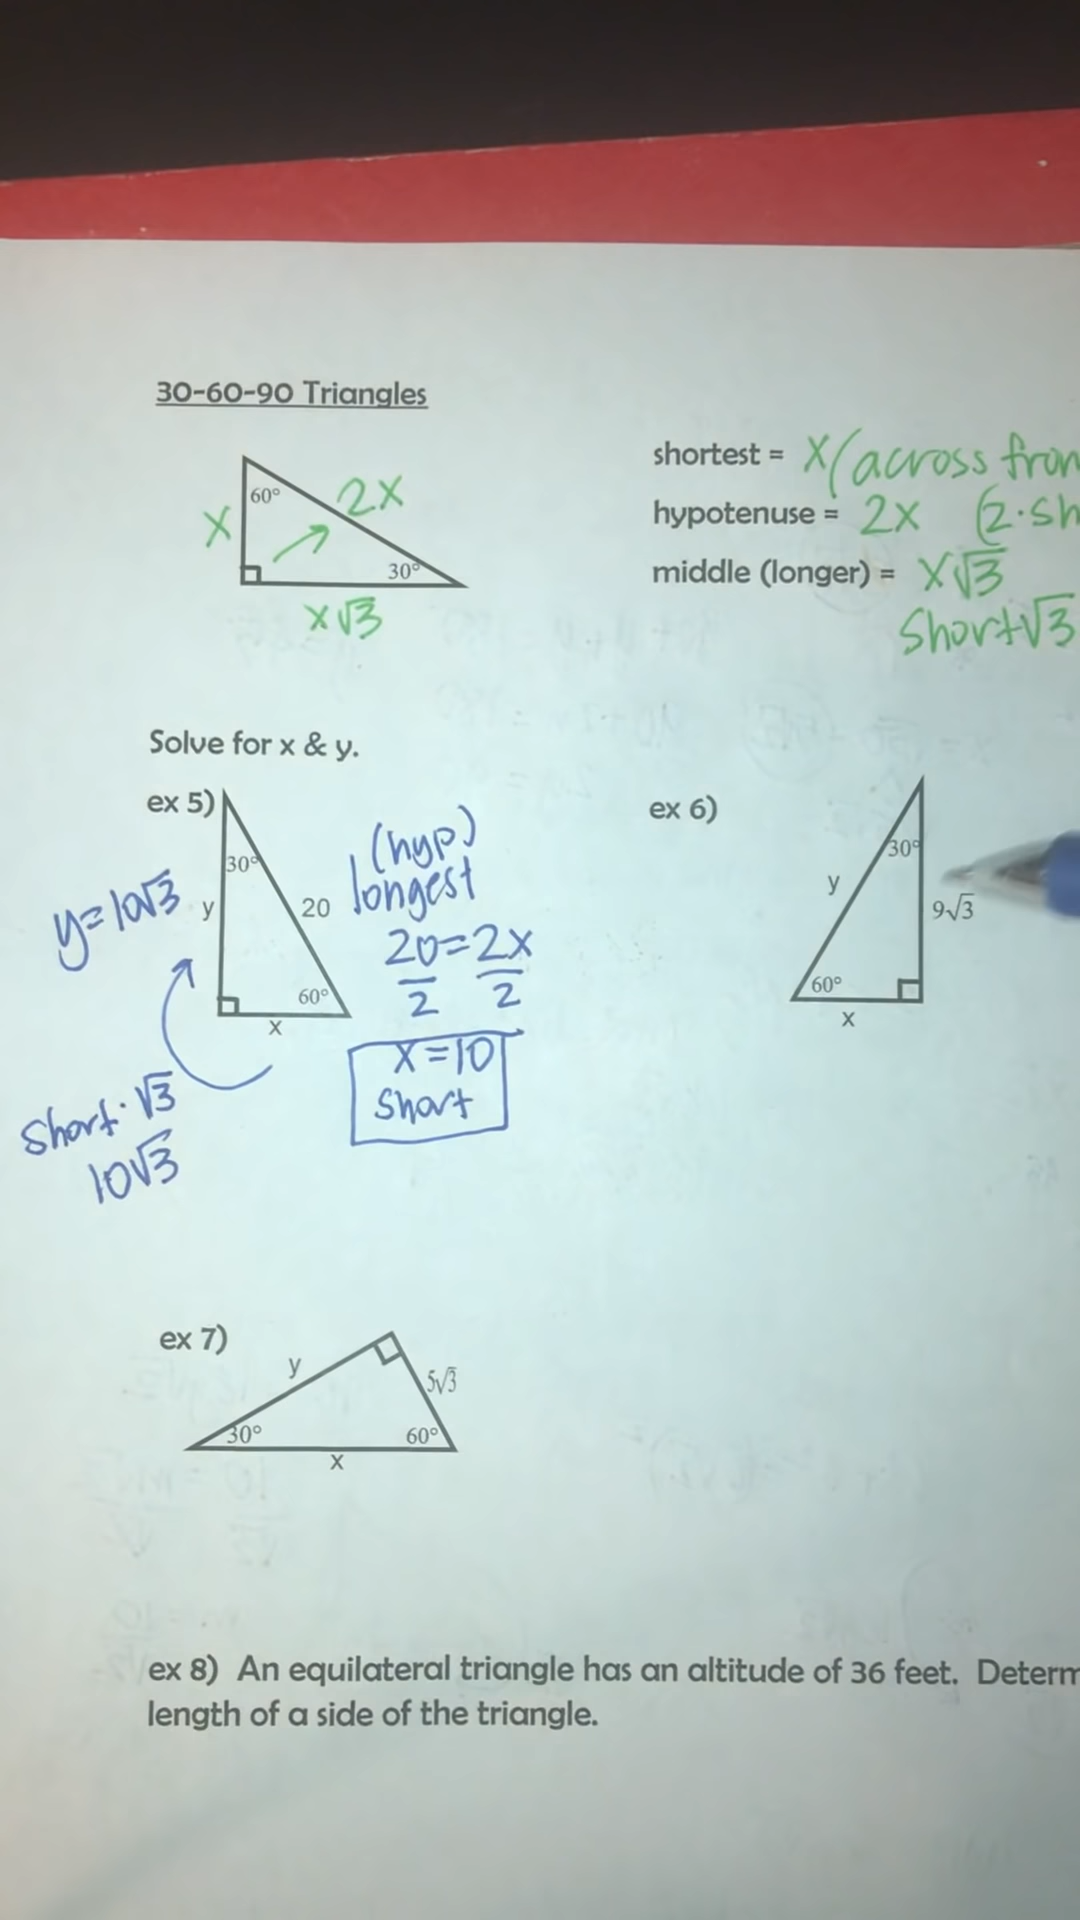 30-60-90 Triangles
60°
X
2X
30°
X√3
shortest = X (across from
hypotenuse = 2X (2·sh
middle (longer) = X√3
Short√3
Solve for x & y.
ex 5)
30°
y
20
60°
x
y=10√3
Short·√3
10√3
(hyp)
longest
20=2X
2 2
X=10
Short
ex 6)
30°
y
9√3
60°
x
ex 7)
y
5√3
30°
60°
x
ex 8) An equilateral triangle has an altitude of 36 feet. Determ
length of a side of the triangle.